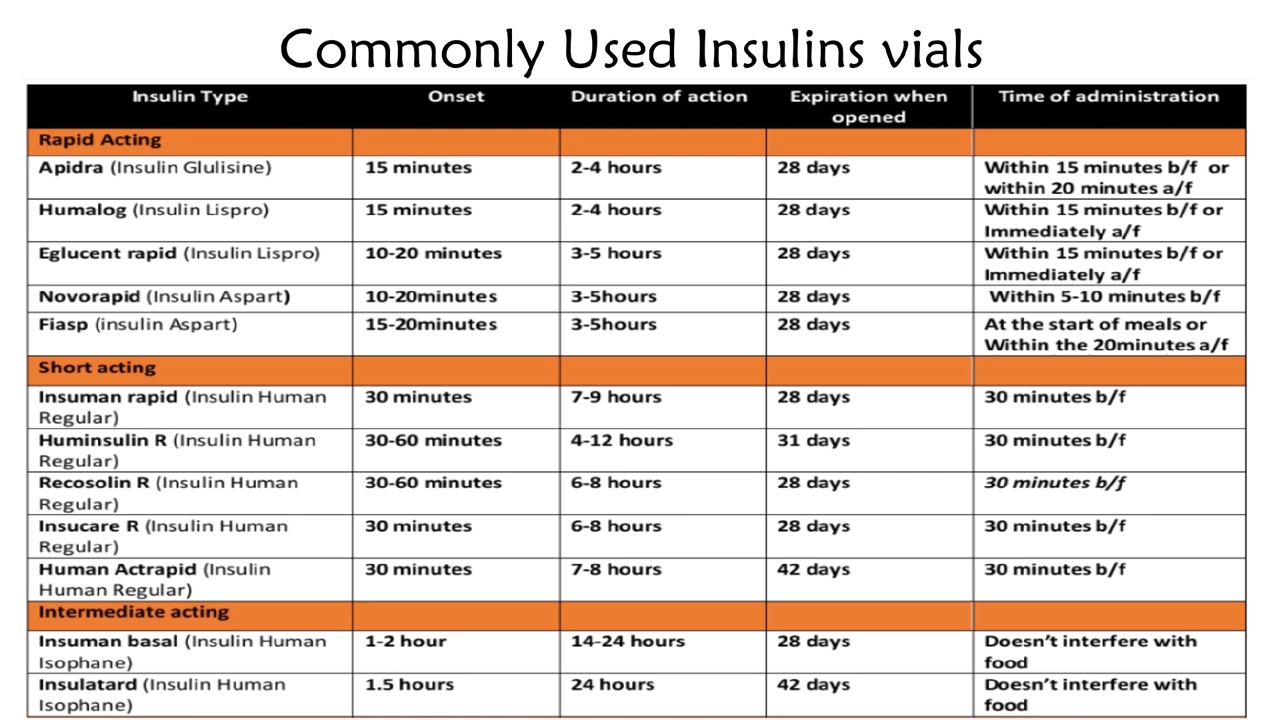 Commonly Used Insulins vials
Insulin Type Onset Duration of action Expiration when opened Time of administration
Rapid Acting
Apidra (Insulin Glulisine) 15 minutes 2-4 hours 28 days Within 15 minutes b/f or
within 20 minutes a/f
Humalog (Insulin Lispro) 15 minutes 2-4 hours 28 days Within 15 minutes b/f or
Immediately a/f
Eglucent rapid (Insulin Lispro) 10-20 minutes 3-5 hours 28 days Within 15 minutes b/f or
Immediately a/f
Novorapid (Insulin Aspart) 10-20minutes 3-5hours 28 days Within 5-10 minutes b/f
Fiasp (insulin Aspart) 15-20minutes 3-5hours 28 days At the start of meals or
Within the 20minutes a/f
Short acting
Insuman rapid (Insulin Human 30 minutes 7-9 hours 28 days 30 minutes b/f
Regular)
Huminsulin R (Insulin Human 30-60 minutes 4-12 hours 31 days 30 minutes b/f
Regular)
Recosolin R (Insulin Human 30-60 minutes 6-8 hours 28 days 30 minutes b/f
Regular)
Insucare R (Insulin Human 30 minutes 6-8 hours 28 days 30 minutes b/f
Regular)
Human Actrapid (Insulin 30 minutes 7-8 hours 42 days 30 minutes b/f
Human Regular)
Intermediate acting
Insuman basal (Insulin Human 1-2 hour 14-24 hours 28 days Doesn’t interfere with
Isophane) food
Insulatard (Insulin Human 1.5 hours 24 hours 42 days Doesn’t interfere with
Isophane) food